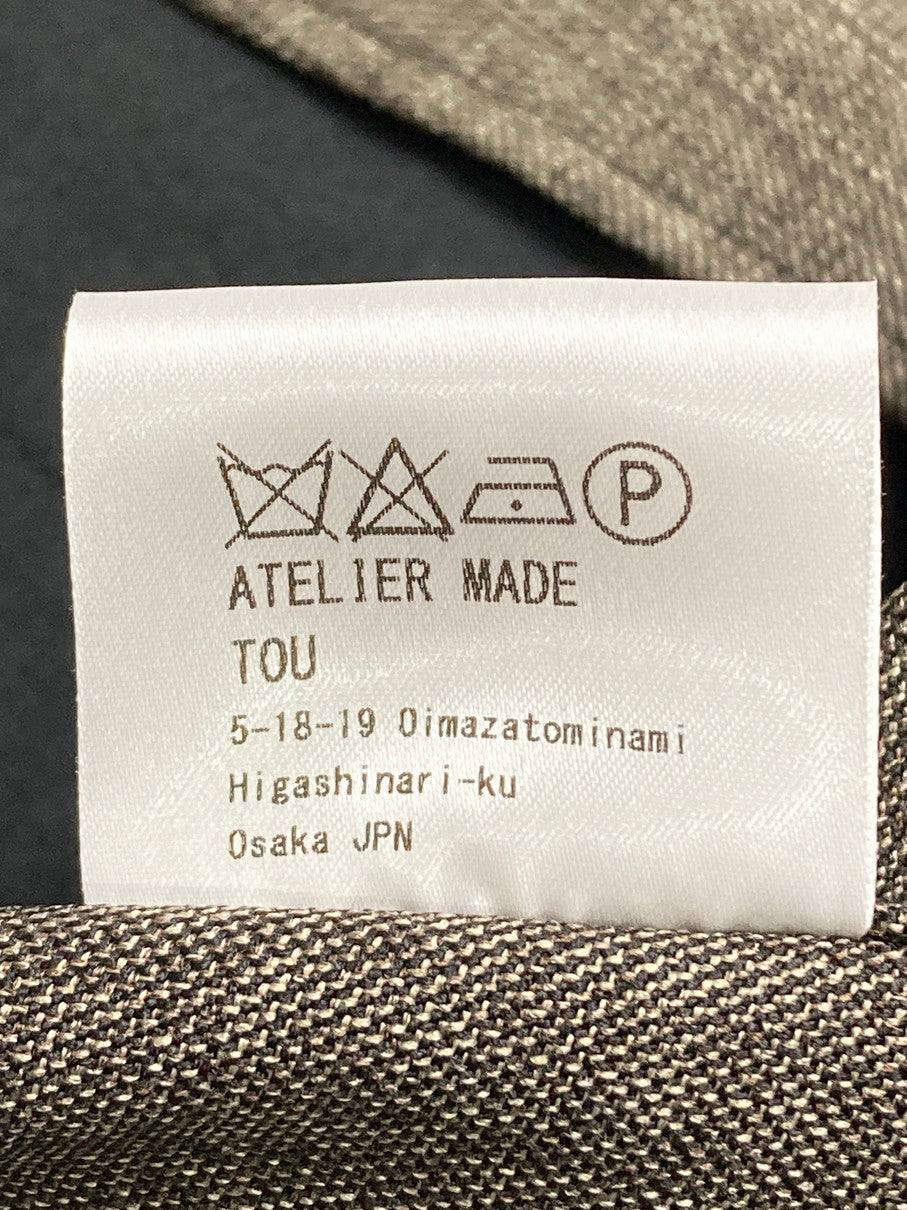 P
ATELIER MADE
TOU
5-18-19 Oimazatominami
Higashinari-ku
Osaka JPN